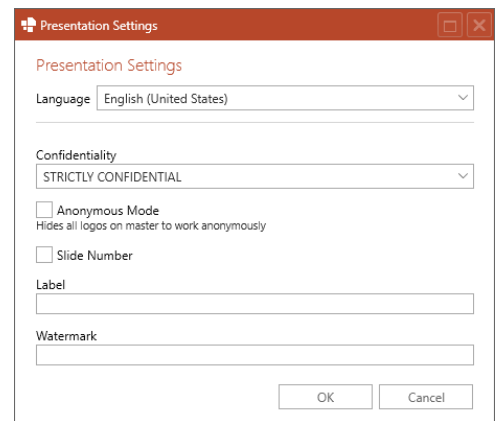 Presentation Settings
Presentation Settings
Language English (United States)
Confidentiality
STRICTLY CONFIDENTIAL
Anonymous Mode
Hides all logos on master to work anonymously
Slide Number
Label
Watermark
OK Cancel